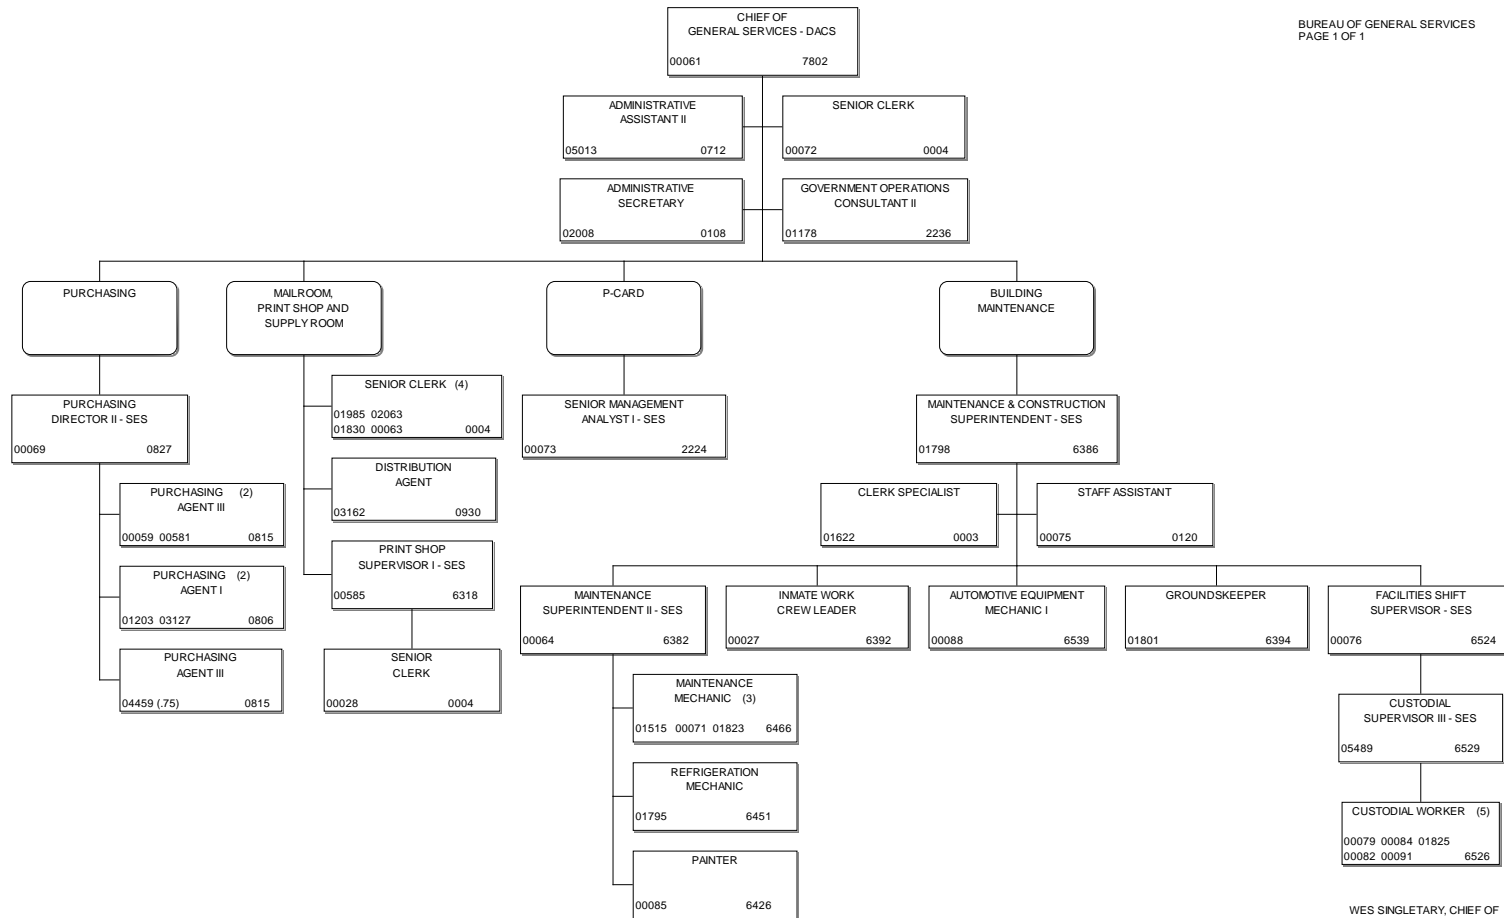 CHIEF OF
GENERAL SERVICES - DACS
00061 7802
BUREAU OF GENERAL SERVICES
PAGE 1 OF 1
ADMINISTRATIVE
ASSISTANT II
05013 0712
SENIOR CLERK
00072 0004
ADMINISTRATIVE
SECRETARY
02008 0108
GOVERNMENT OPERATIONS
CONSULTANT II
01178 2236
PURCHASING
MAILROOM,
PRINT SHOP AND
SUPPLY ROOM
P-CARD
BUILDING
MAINTENANCE
PURCHASING
DIRECTOR II - SES
00069 0827
SENIOR CLERK (4)
01985 02063
01830 00063 0004
SENIOR MANAGEMENT
ANALYST I - SES
00073 2224
MAINTENANCE & CONSTRUCTION
SUPERINTENDENT - SES
01798 6386
PURCHASING (2)
AGENT III
00059 00581 0815
DISTRIBUTION
AGENT
03162 0930
CLERK SPECIALIST
01622 0003
STAFF ASSISTANT
00075 0120
PURCHASING (2)
AGENT I
01203 03127 0806
PRINT SHOP
SUPERVISOR I - SES
00585 6318
MAINTENANCE
SUPERINTENDENT II - SES
00064 6382
INMATE WORK
CREW LEADER
00027 6392
AUTOMOTIVE EQUIPMENT
MECHANIC I
00088 6539
GROUNDSKEEPER
01801 6394
FACILITIES SHIFT
SUPERVISOR - SES
00076 6524
PURCHASING
AGENT III
04459 (.75) 0815
SENIOR
CLERK
00028 0004
MAINTENANCE
MECHANIC (3)
01515 00071 01823 6466
CUSTODIAL
SUPERVISOR III - SES
05489 6529
REFRIGERATION
MECHANIC
01795 6451
CUSTODIAL WORKER (5)
00079 00084 01825
00082 00091 6526
PAINTER
00085 6426
WES SINGLETARY, CHIEF OF